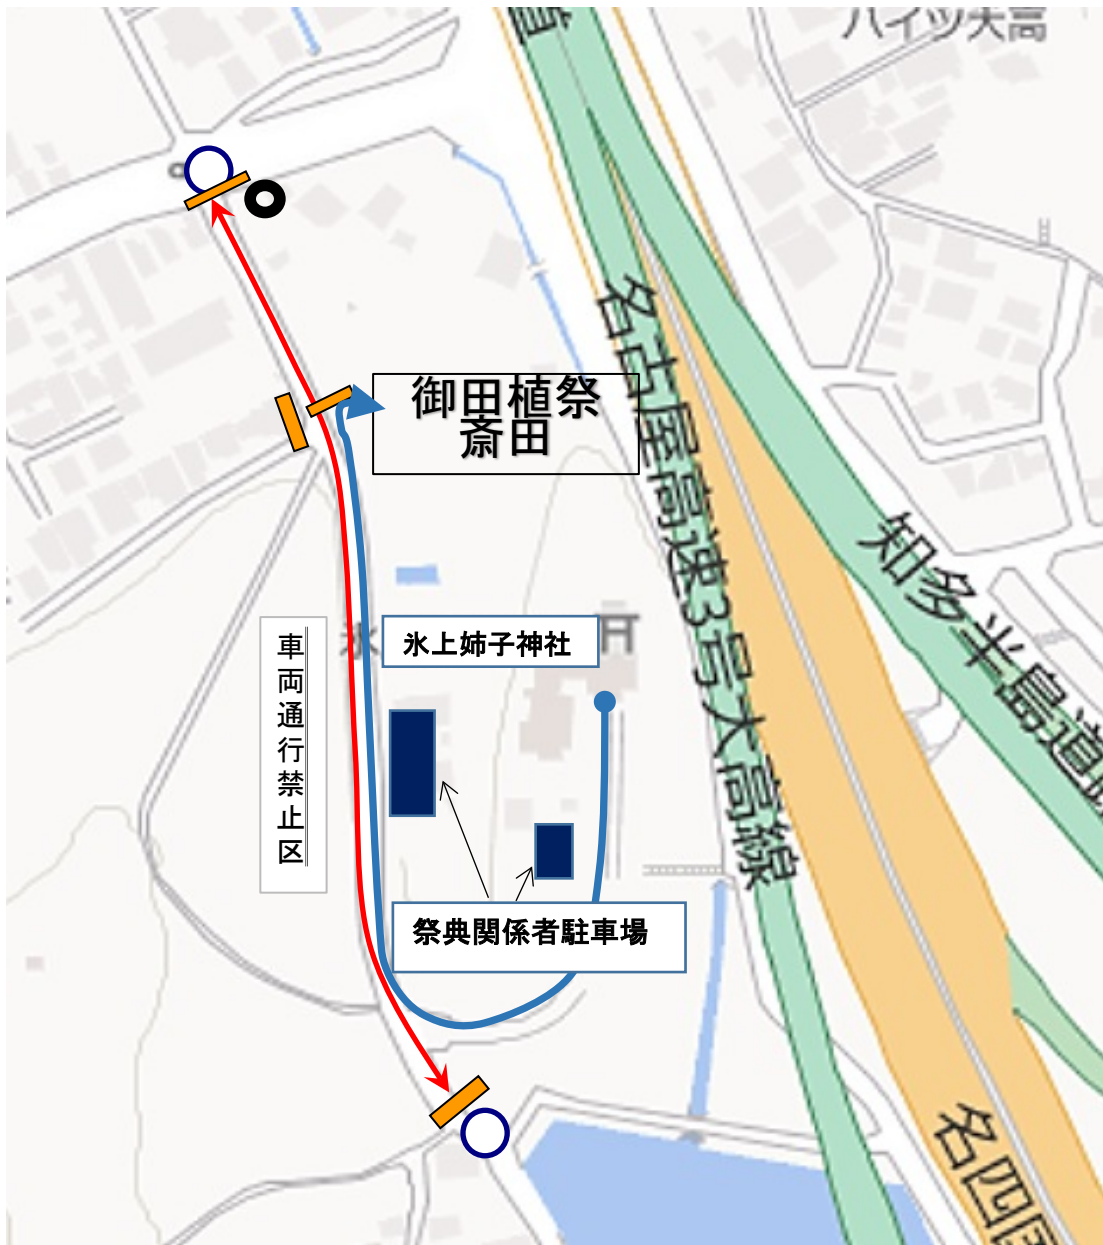 ハイツ大高
道
名古屋高速3号大高線
御田植祭
斎田
知多半島道路
氷
氷上姉子神社
車両通行禁止区
祭典関係者駐車場
名四国